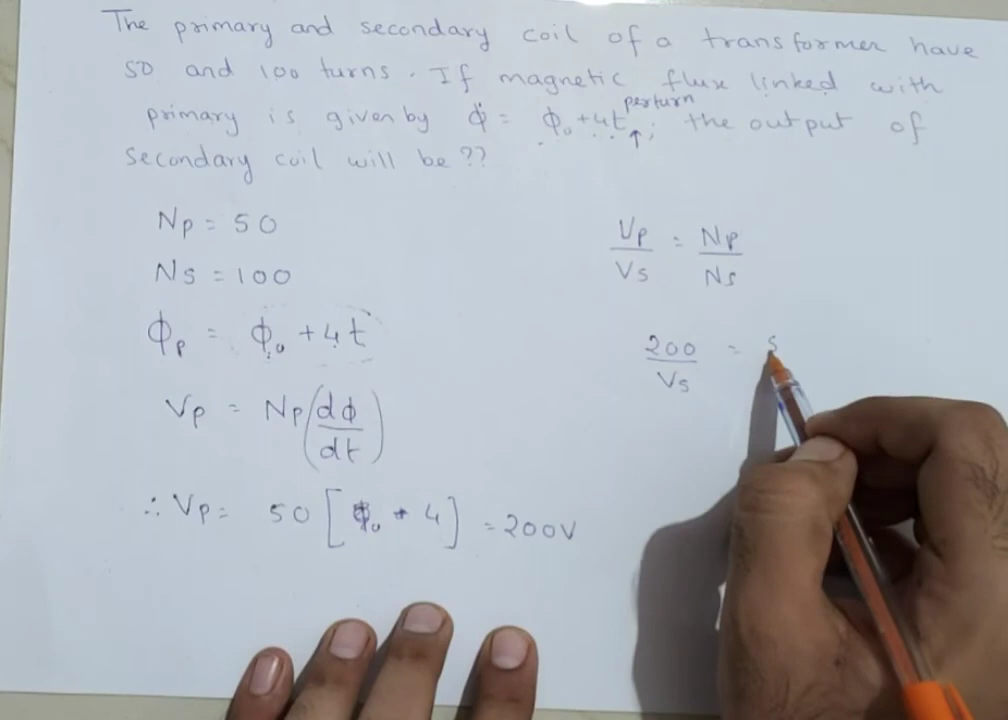 The primary and secondary coil of a transformer have
50 and 100 turns. If magnetic flux linked with
primary is given by ϕ = ϕ₀ + 4t per turn; the output of
secondary coil will be ??
Np = 50
Ns = 100
ϕp = ϕ₀ + 4t
Vp = Np (dϕ/dt)
∴ Vp = 50 [ + 4] = 200V
Vp/Vs = Np/Ns
200/Vs = 5